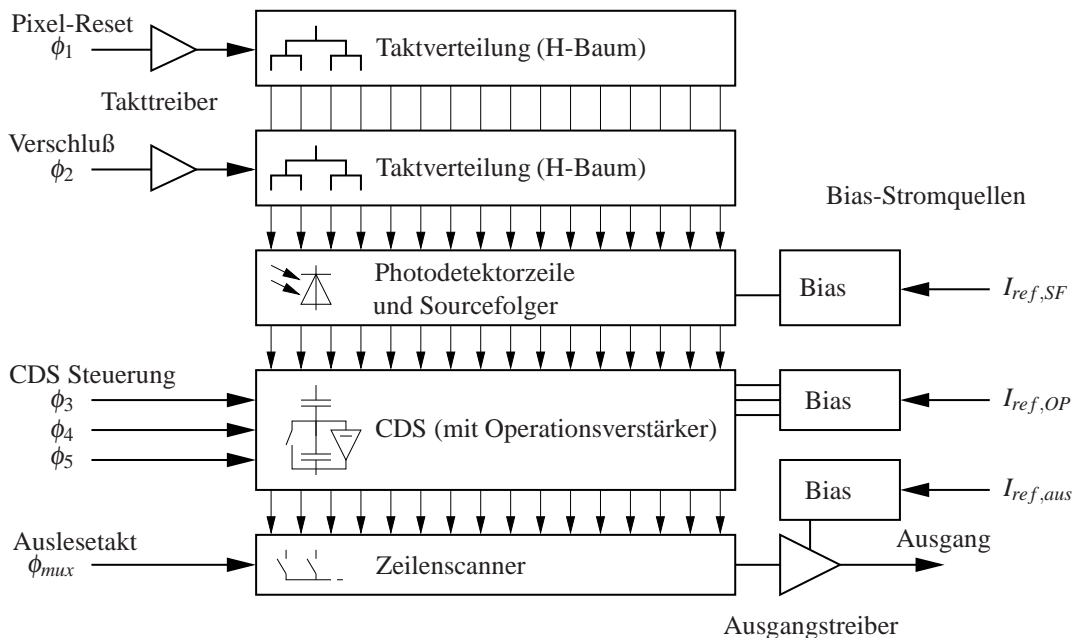 Pixel-Reset
ϕ1
Takttreiber
Taktverteilung (H-Baum)
Verschluß
ϕ2
Taktverteilung (H-Baum)
Bias-Stromquellen
Photodetektorzeile
und Sourcefolger
Bias
Iref,SF
CDS Steuerung
ϕ3
ϕ4
ϕ5
CDS (mit Operationsverstärker)
Bias
Iref,OP
Bias
Iref,aus
Auslesetakt
ϕmux
Zeilenscanner
Ausgang
Ausgangstreiber